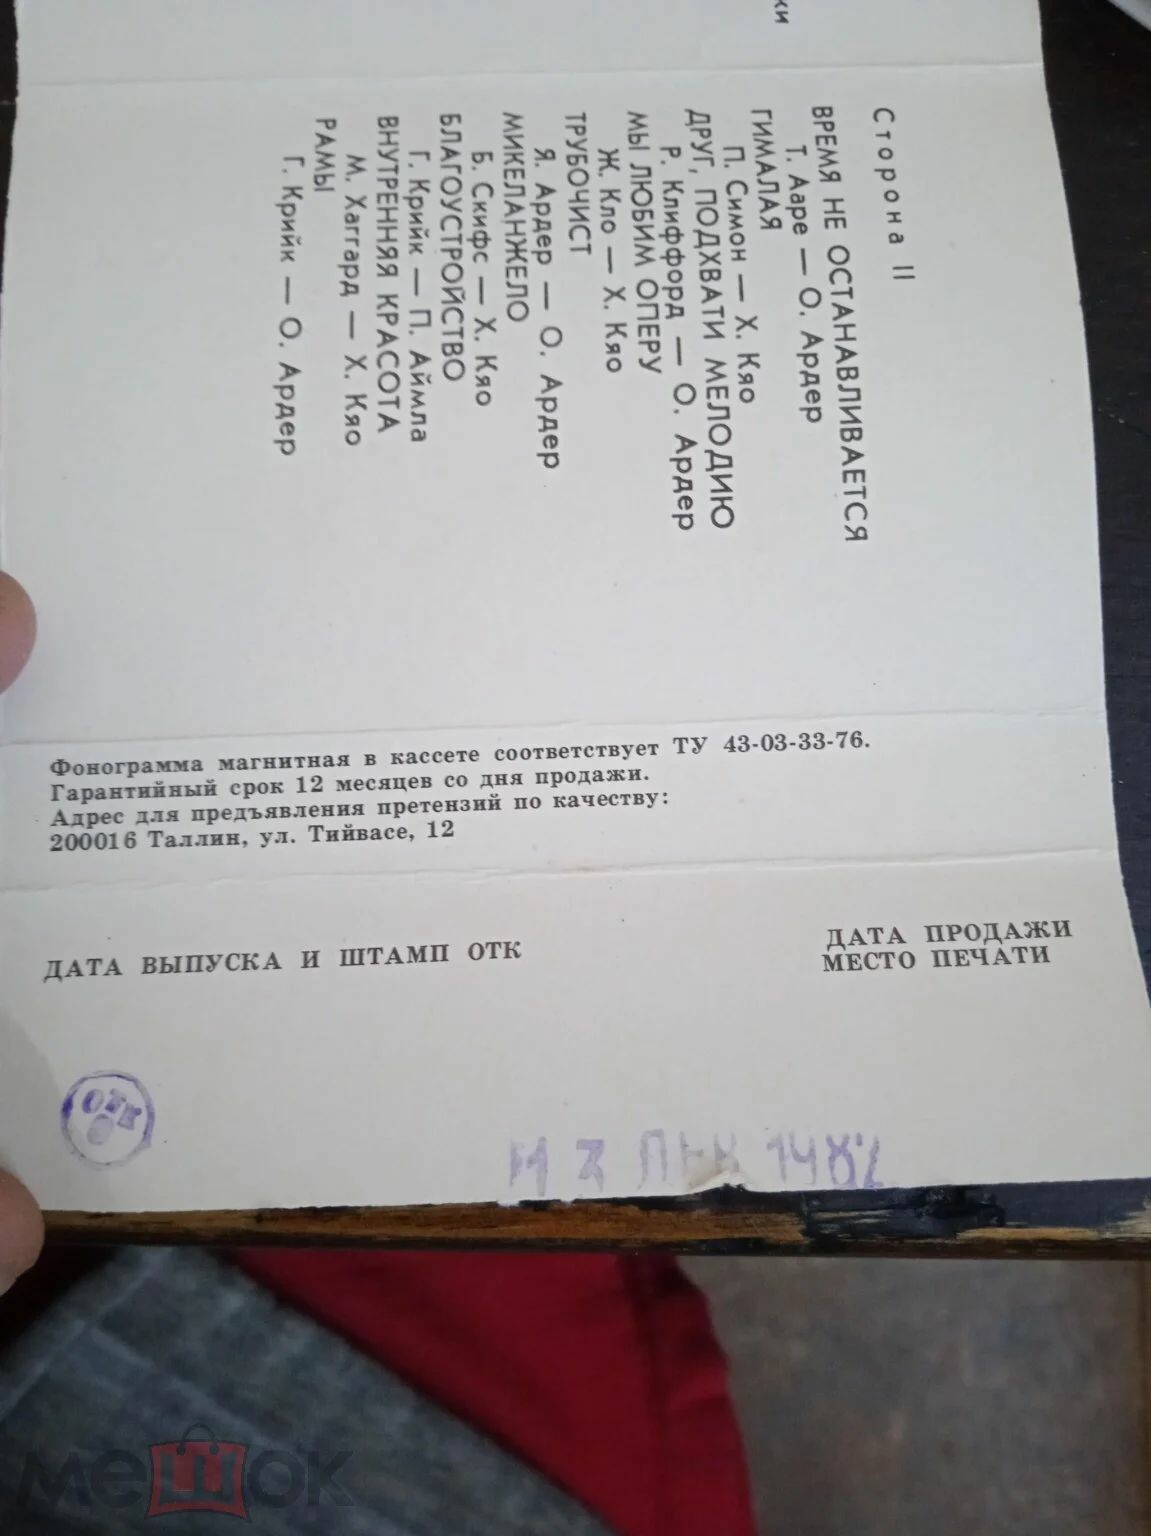 ки
Сторона II
ВРЕМЯ НЕ ОСТАНАВЛИВАЕТСЯ
Т. Ааре — О. Ардер
ГИМАЛАЯ
П. Симон — Х. Кяо
ДРУГ, ПОДХВАТИ МЕЛОДИЮ
Р. Клиффорд — О. Ардер
МЫ ЛЮБИМ ОПЕРУ
Ж. Кло — Х. Кяо
ТРУБОЧИСТ
Я. Ардер — О. Ардер
МИКЕЛАНЖЕЛО
Б. Скифс — Х. Кяо
БЛАГОУСТРОЙСТВО
Г. Крийк — П. Аймла
ВНУТРЕННЯЯ КРАСОТА
М. Хаггард — Х. Кяо
РАМЫ
Г. Крийк — О. Ардер
Фонограмма магнитная в кассете соответствует ТУ 43-03-33-76.
Гарантийный срок 12 месяцев со дня продажи.
Адрес для предъявления претензий по качеству:
200016 Таллин, ул. Тийвасе, 12
ДАТА ВЫПУСКА И ШТАМП ОТК
ДАТА ПРОДАЖИ
МЕСТО ПЕЧАТИ
ОТК
мешок